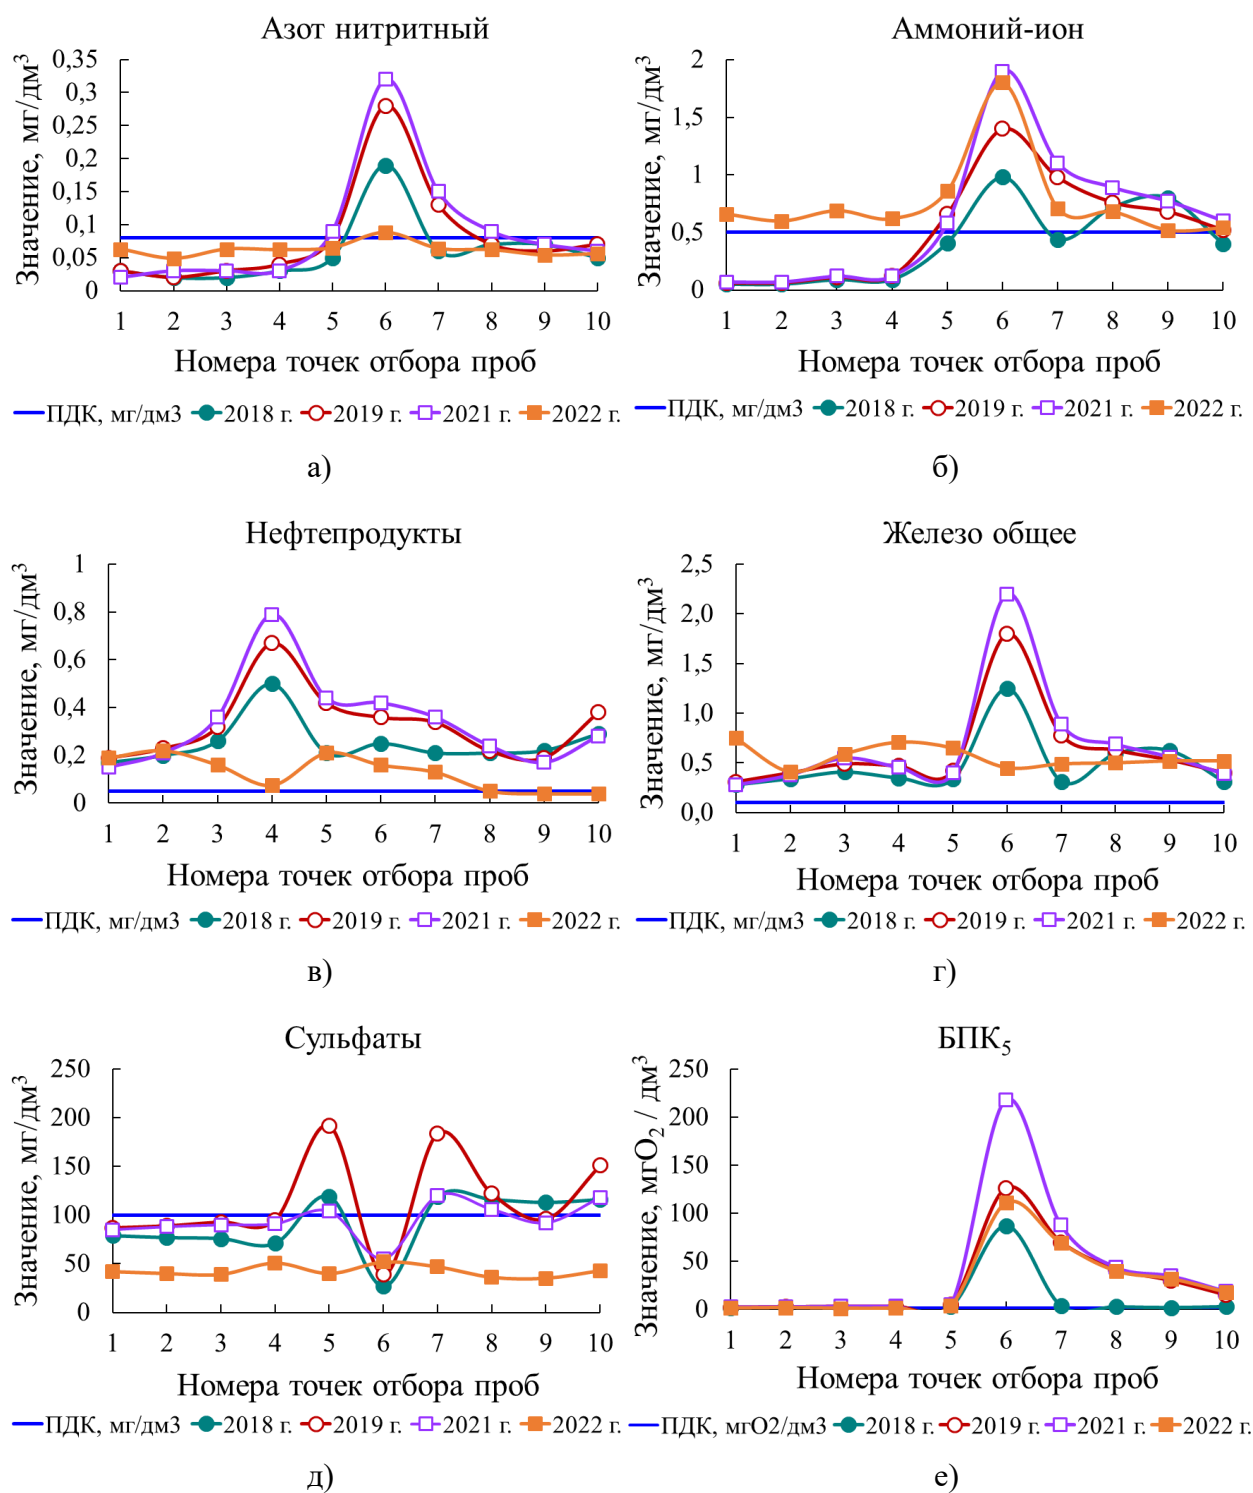 Азот нитритный
Значение, мг/дм³
0,35
0,3
0,25
0,2
0,15
0,1
0,05
0
1 2 3 4 5 6 7 8 9 10
Номера точек отбора проб
ПДК, мг/дм3 2018 г. 2019 г. 2021 г. 2022 г.
а)
Аммоний-ион
Значение, мг/дм³
2
1,5
1
0,5
0
1 2 3 4 5 6 7 8 9 10
Номера точек отбора проб
ПДК, мг/дм3 2018 г. 2019 г. 2021 г. 2022 г.
б)
Нефтепродукты
Значение, мг/дм³
1
0,8
0,6
0,4
0,2
0
1 2 3 4 5 6 7 8 9 10
Номера точек отбора проб
ПДК, мг/дм3 2018 г. 2019 г. 2021 г. 2022 г.
в)
Железо общее
Значение, мг/дм³
2,5
2,0
1,5
1,0
0,5
0,0
1 2 3 4 5 6 7 8 9 10
Номера точек отбора проб
ПДК, мг/дм3 2018 г. 2019 г. 2021 г. 2022 г.
г)
Сульфаты
Значение, мг/дм³
250
200
150
100
50
0
1 2 3 4 5 6 7 8 9 10
Номера точек отбора проб
ПДК, мг/дм3 2018 г. 2019 г. 2021 г. 2022 г.
д)
БПК₅
Значение, мгО₂ / дм³
250
200
150
100
50
0
1 2 3 4 5 6 7 8 9 10
Номера точек отбора проб
ПДК, мгО2/дм3 2018 г. 2019 г. 2021 г. 2022 г.
е)